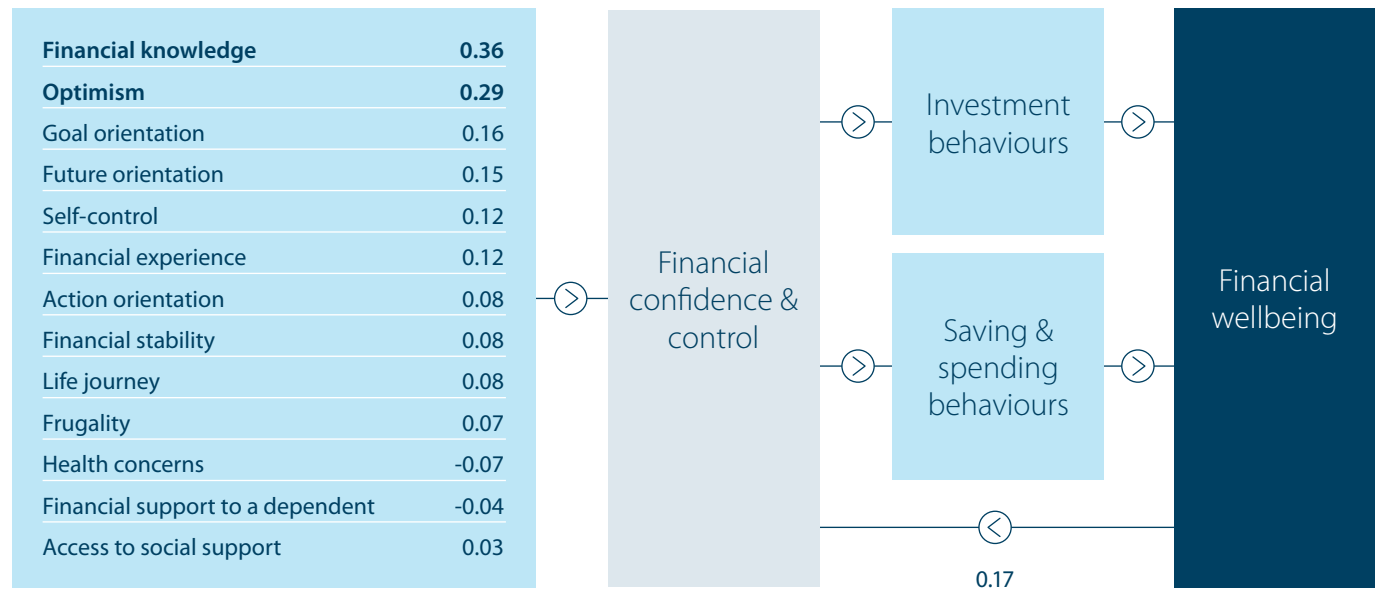 Financial knowledge 0.36
Optimism 0.29
Goal orientation 0.16
Future orientation 0.15
Self-control 0.12
Financial experience 0.12
Action orientation 0.08
Financial stability 0.08
Life journey 0.08
Frugality 0.07
Health concerns -0.07
Financial support to a dependent -0.04
Access to social support 0.03
Financial
confidence &
control
Investment
behaviours
Saving &
spending
behaviours
0.17
Financial
wellbeing